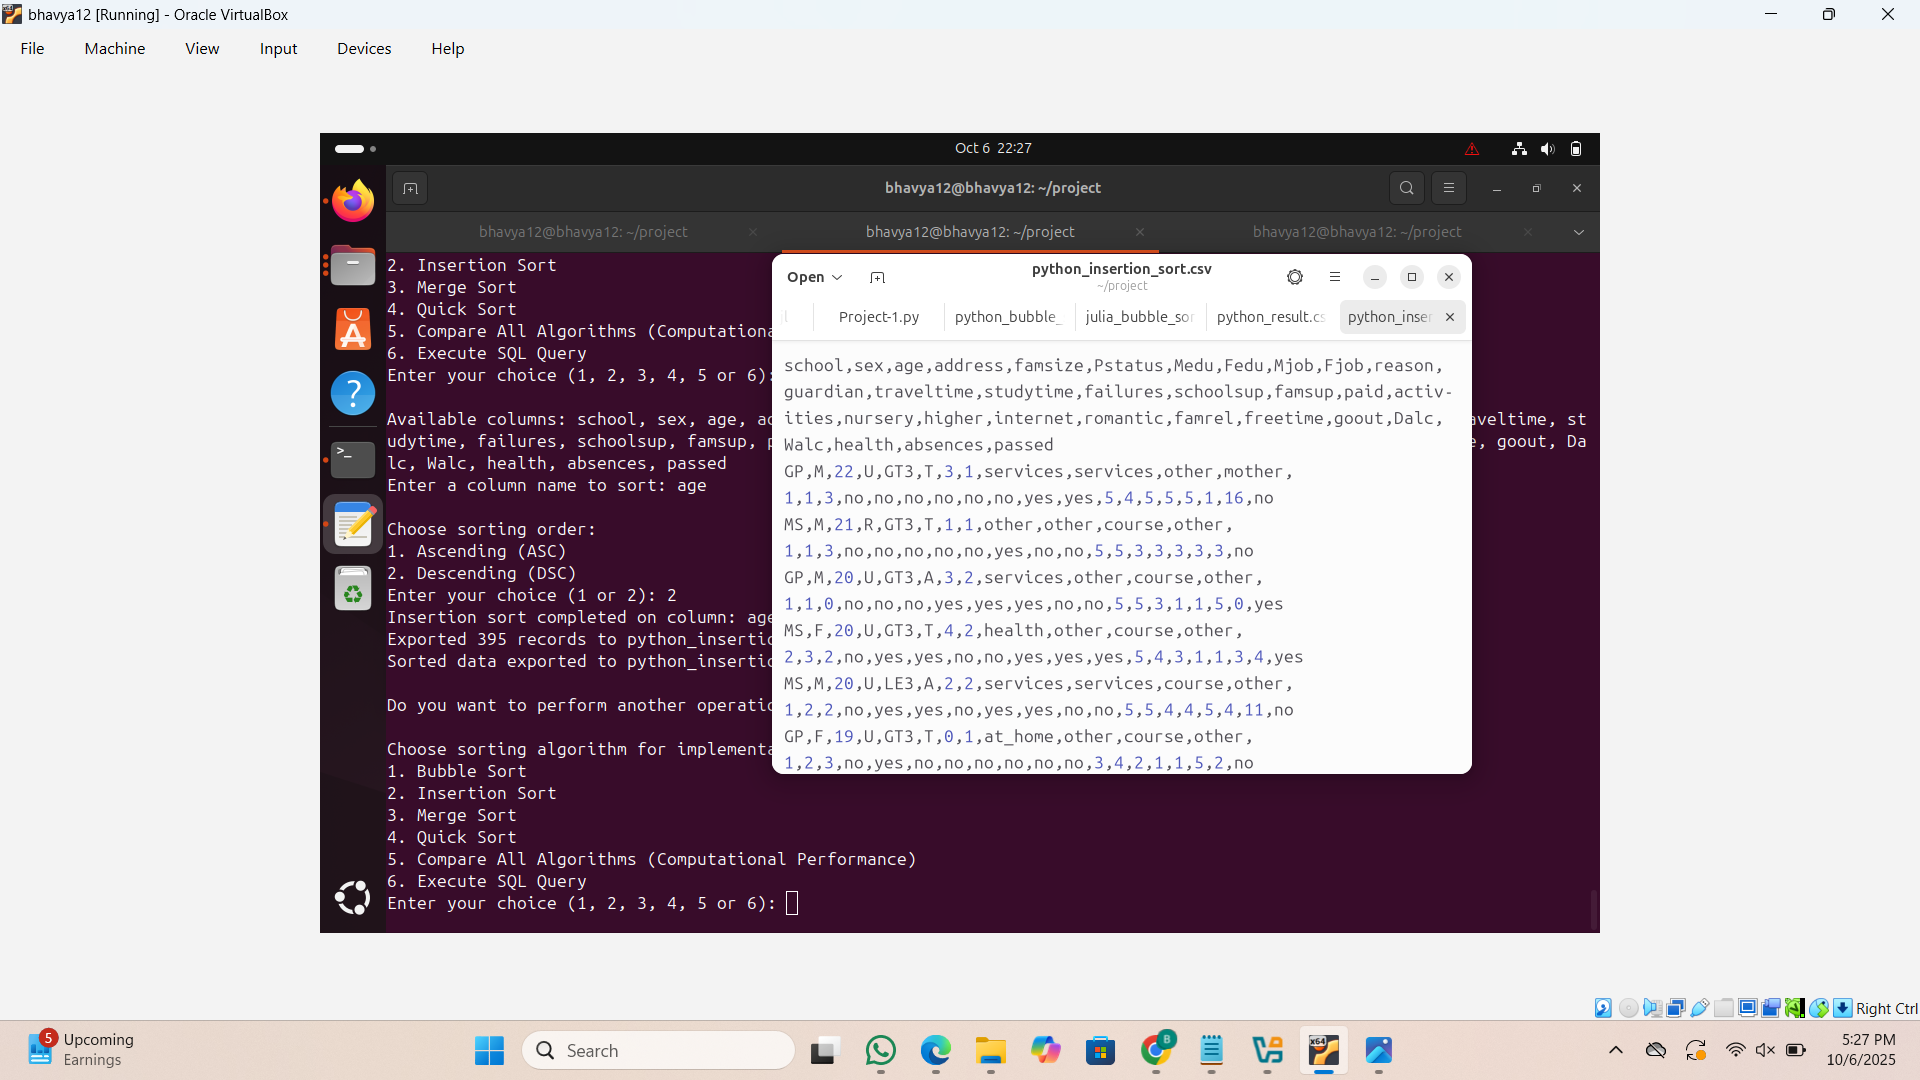 bhavya12 [Running] - Oracle VirtualBox
File Machine View Input Devices Help
Oct 6 22:27
bhavya12@bhavya12: ~/project
bhavya12@bhavya12: ~/project bhavya12@bhavya12: ~/project bhavya12@bhavya12: ~/project
2. Insertion Sort
3. Merge Sort
4. Quick Sort
5. Compare All Algorithms (Computationa
6. Execute SQL Query
Enter your choice (1, 2, 3, 4, 5 or 6):
Available columns: school, sex, age, ad aveltime, st
udytime, failures, schoolsup, famsup, p e, goout, Da
lc, Walc, health, absences, passed
Enter a column name to sort: age
Choose sorting order:
1. Ascending (ASC)
2. Descending (DSC)
Enter your choice (1 or 2): 2
Insertion sort completed on column: age
Exported 395 records to python_insertio
Sorted data exported to python_insertio
Do you want to perform another operatio
Choose sorting algorithm for implementa
1. Bubble Sort
2. Insertion Sort
3. Merge Sort
4. Quick Sort
5. Compare All Algorithms (Computational Performance)
6. Execute SQL Query
Enter your choice (1, 2, 3, 4, 5 or 6):
Open
python_insertion_sort.csv
~/project
Project-1.py python_bubble_ julia_bubble_sor python_result.cs python_inser
school,sex,age,address,famsize,Pstatus,Medu,Fedu,Mjob,Fjob,reason,
guardian,traveltime,studytime,failures,schoolsup,famsup,paid,activ-
ities,nursery,higher,internet,romantic,famrel,freetime,goout,Dalc,
Walc,health,absences,passed
GP,M,22,U,GT3,T,3,1,services,services,other,mother,
1,1,3,no,no,no,no,no,no,yes,yes,5,4,5,5,5,1,16,no
MS,M,21,R,GT3,T,1,1,other,other,course,other,
1,1,3,no,no,no,no,no,yes,no,no,5,5,3,3,3,3,3,no
GP,M,20,U,GT3,A,3,2,services,other,course,other,
1,1,0,no,no,no,yes,yes,yes,no,no,5,5,3,1,1,5,0,yes
MS,F,20,U,GT3,T,4,2,health,other,course,other,
2,3,2,no,yes,yes,no,no,yes,yes,yes,5,4,3,1,1,3,4,yes
MS,M,20,U,LE3,A,2,2,services,services,course,other,
1,2,2,no,yes,yes,no,yes,yes,no,no,5,5,4,4,5,4,11,no
GP,F,19,U,GT3,T,0,1,at_home,other,course,other,
1,2,3,no,yes,no,no,no,no,no,no,3,4,2,1,1,5,2,no
Right Ctrl
5
Upcoming
Earnings
Search
B
x64
5:27 PM
10/6/2025